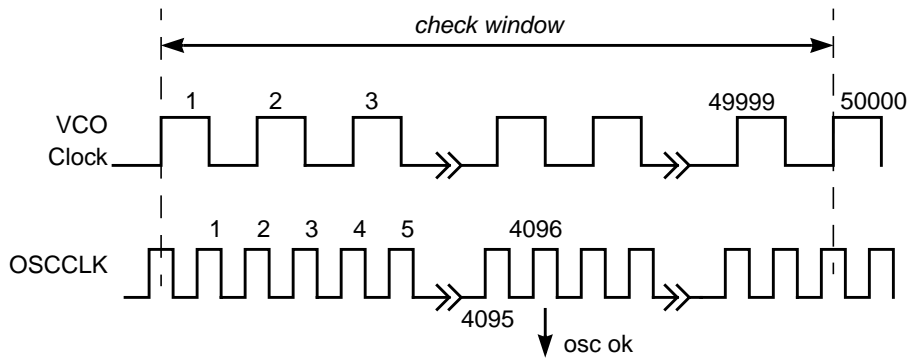 check window
1 2 3 49999 50000
VCO
Clock
1 2 3 4 5 4096
OSCCLK
4095
osc ok